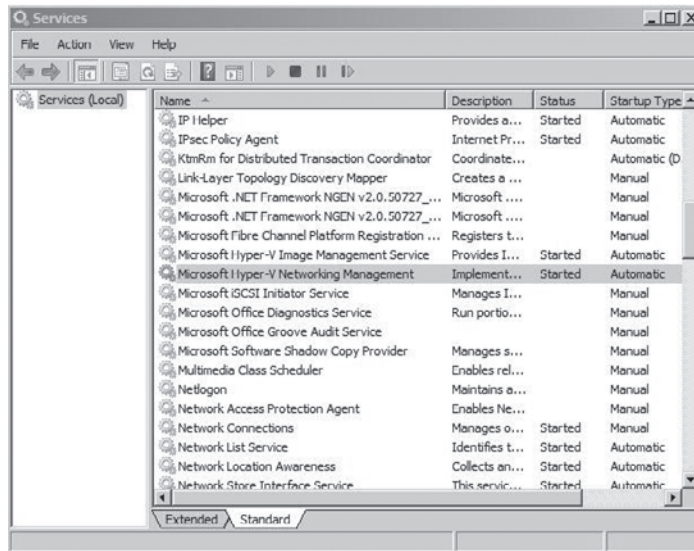 Services
File Action View Help
Services (Local)
Name Description Status Startup Type
IP Helper Provides a... Started Automatic
IPsec Policy Agent Internet Pr... Started Automatic
KtmRm for Distributed Transaction Coordinator Coordinate... Automatic (D
Link-Layer Topology Discovery Mapper Creates a ... Manual
Microsoft .NET Framework NGEN v2.0.50727_... Microsoft .... Manual
Microsoft .NET Framework NGEN v2.0.50727_... Microsoft .... Manual
Microsoft Fibre Channel Platform Registration ... Registers t... Manual
Microsoft Hyper-V Image Management Service Provides I... Started Automatic
Microsoft Hyper-V Networking Management Implement... Started Automatic
Microsoft iSCSI Initiator Service Manages I... Manual
Microsoft Office Diagnostics Service Run portio... Manual
Microsoft Office Groove Audit Service Manual
Microsoft Software Shadow Copy Provider Manages s... Manual
Multimedia Class Scheduler Enables rel... Manual
Netlogon Maintains a... Manual
Network Access Protection Agent Enables Ne... Manual
Network Connections Manages o... Started Manual
Network List Service Identifies t... Started Automatic
Network Location Awareness Collects an... Started Automatic
Network Store Interface Service This servic... Started Automatic
Extended Standard